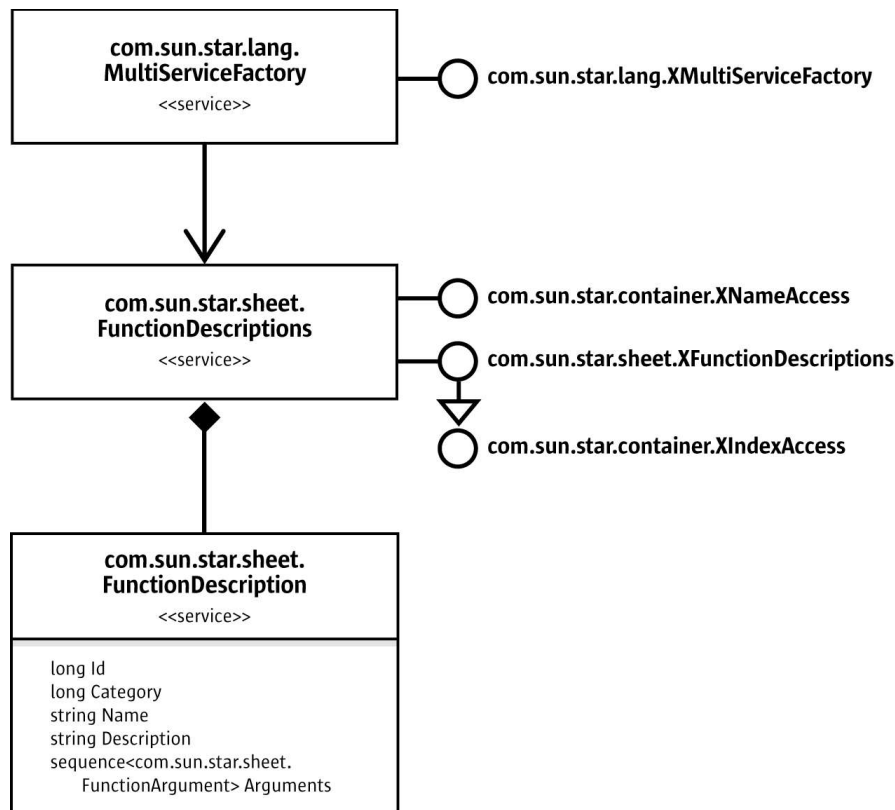 com.sun.star.lang.
MultiServiceFactory
<<service>>
com.sun.star.lang.XMultiServiceFactory
com.sun.star.sheet.
FunctionDescriptions
<<service>>
com.sun.star.container.XNameAccess
com.sun.star.sheet.XFunctionDescriptions
com.sun.star.container.XIndexAccess
com.sun.star.sheet.
FunctionDescription
<<service>>
long Id
long Category
string Name
string Description
sequence<com.sun.star.sheet.
FunctionArgument> Arguments